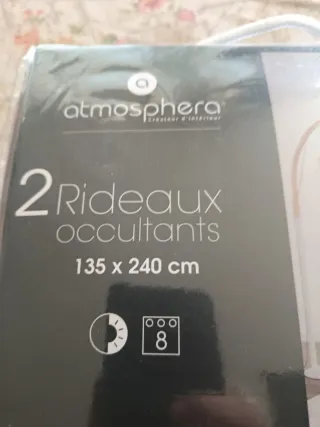 a
atmosphera
Créateur d'intérieur
2 Rideaux
occultants
135 x 240 cm
8